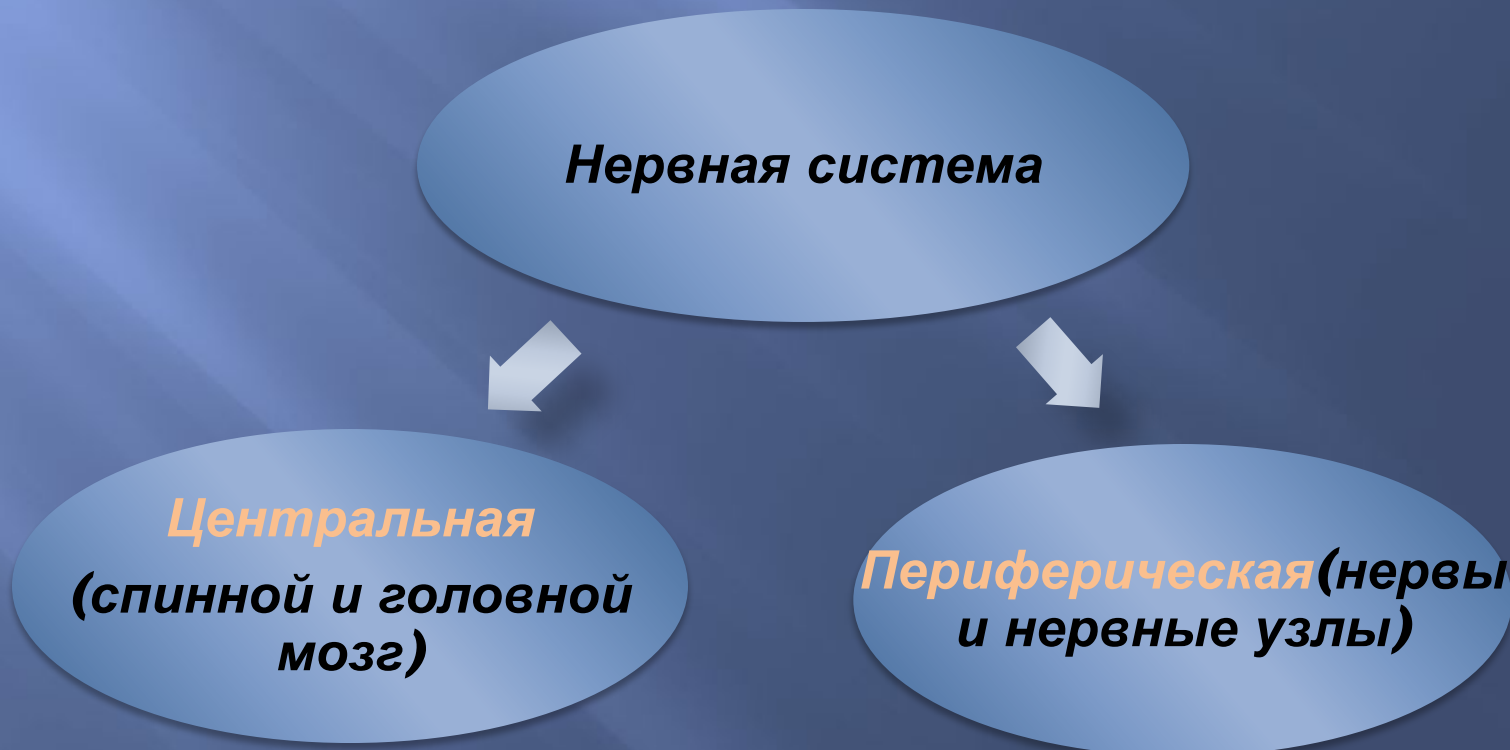 Нервная система
Центральная
(спинной и головной
мозг)
Периферическая(нервы
и нервные узлы)